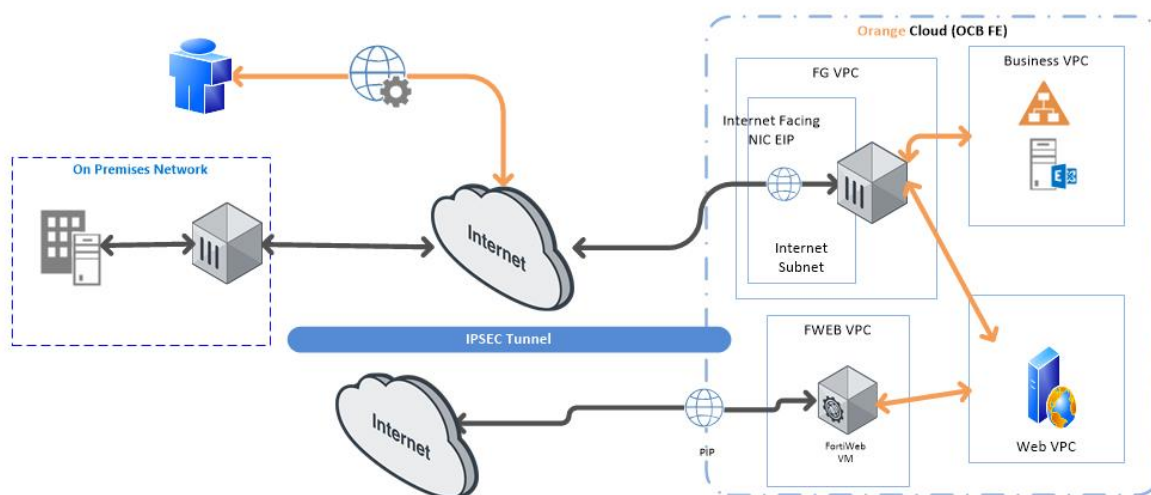 Orange Cloud (OCB FE)
FG VPC
Business VPC
Internet Facing
NIC EIP
E
On Premises Network
Internet
Internet
Subnet
IPSEC Tunnel
FWEB VPC
Internet
PIP
FortiWeb
VM
Web VPC